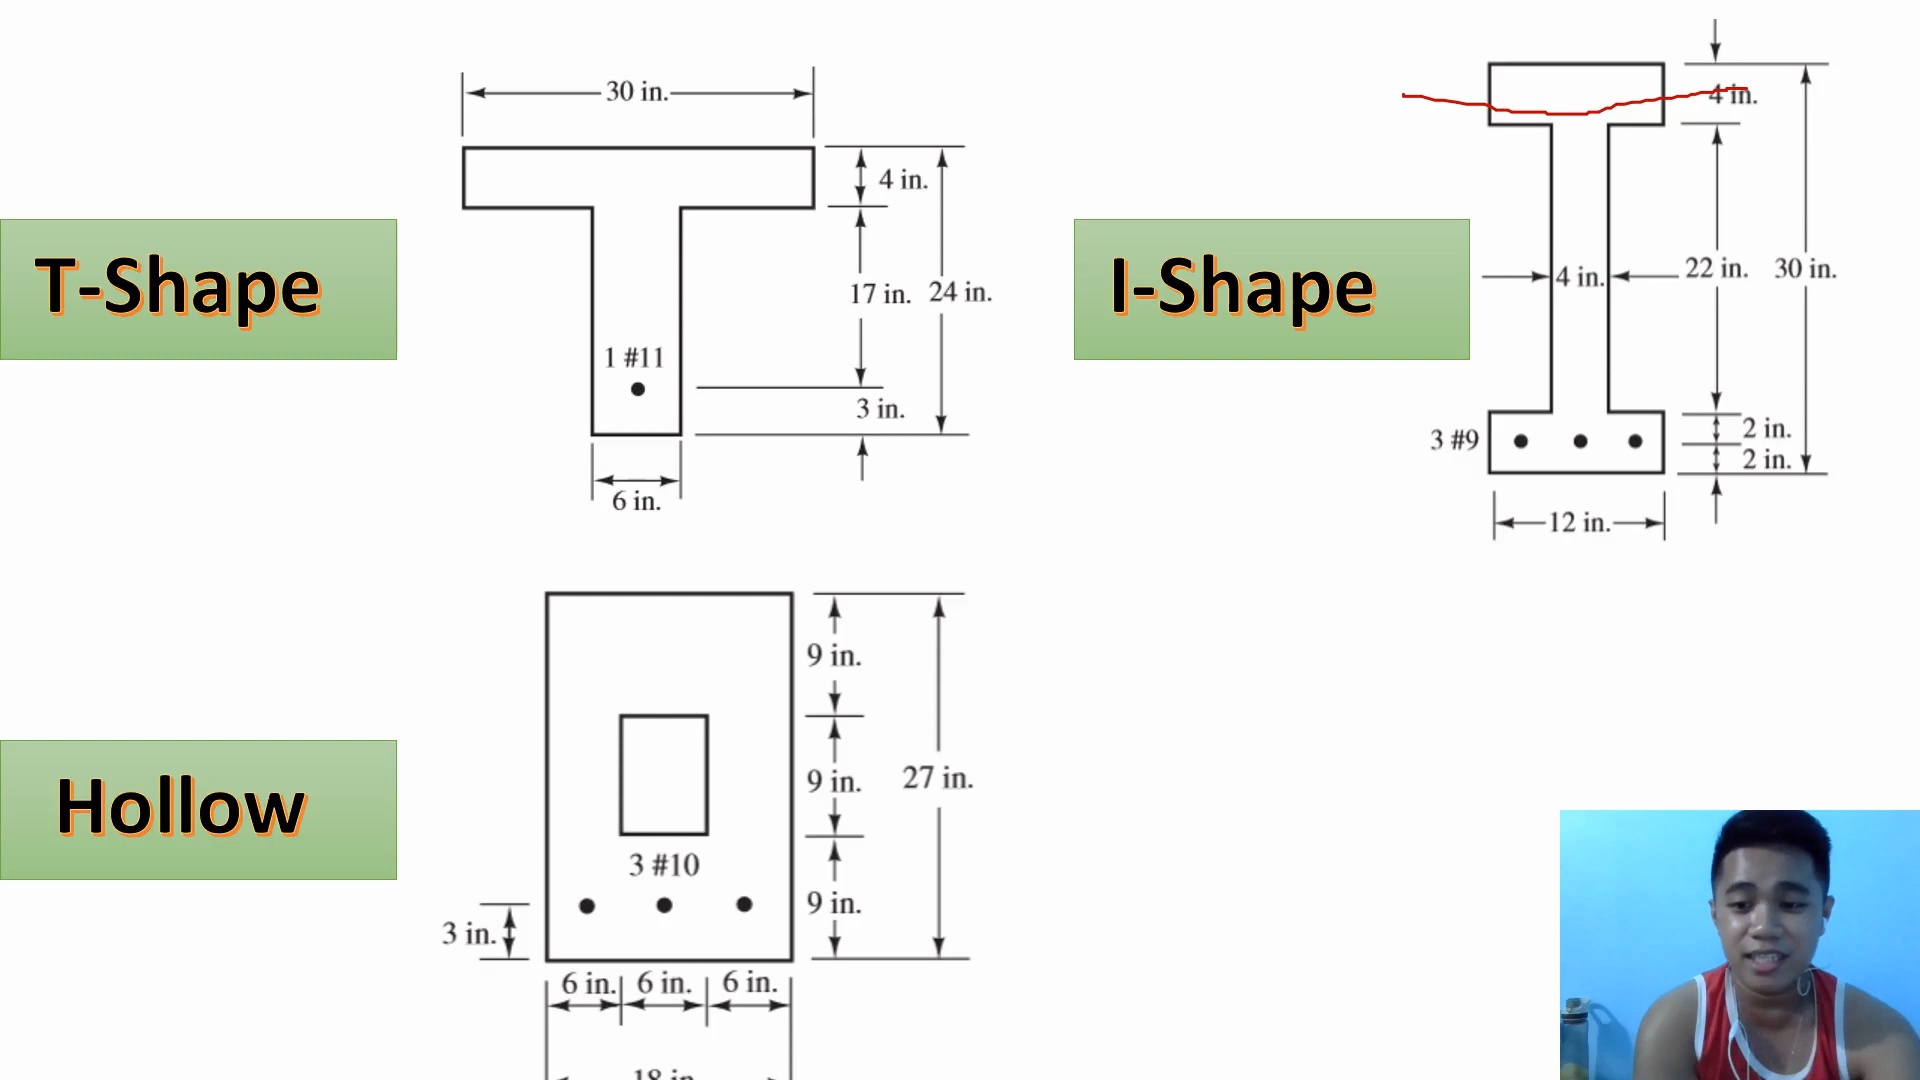 30 in.
4 in.
T-Shape
17 in.
24 in.
1 #11
3 in.
6 in.
4 in.
I-Shape
4 in.
22 in.
30 in.
3 #9
2 in.
2 in.
12 in.
9 in.
Hollow
9 in.
27 in.
3 #10
9 in.
3 in.
6 in.
6 in.
6 in.
18 in